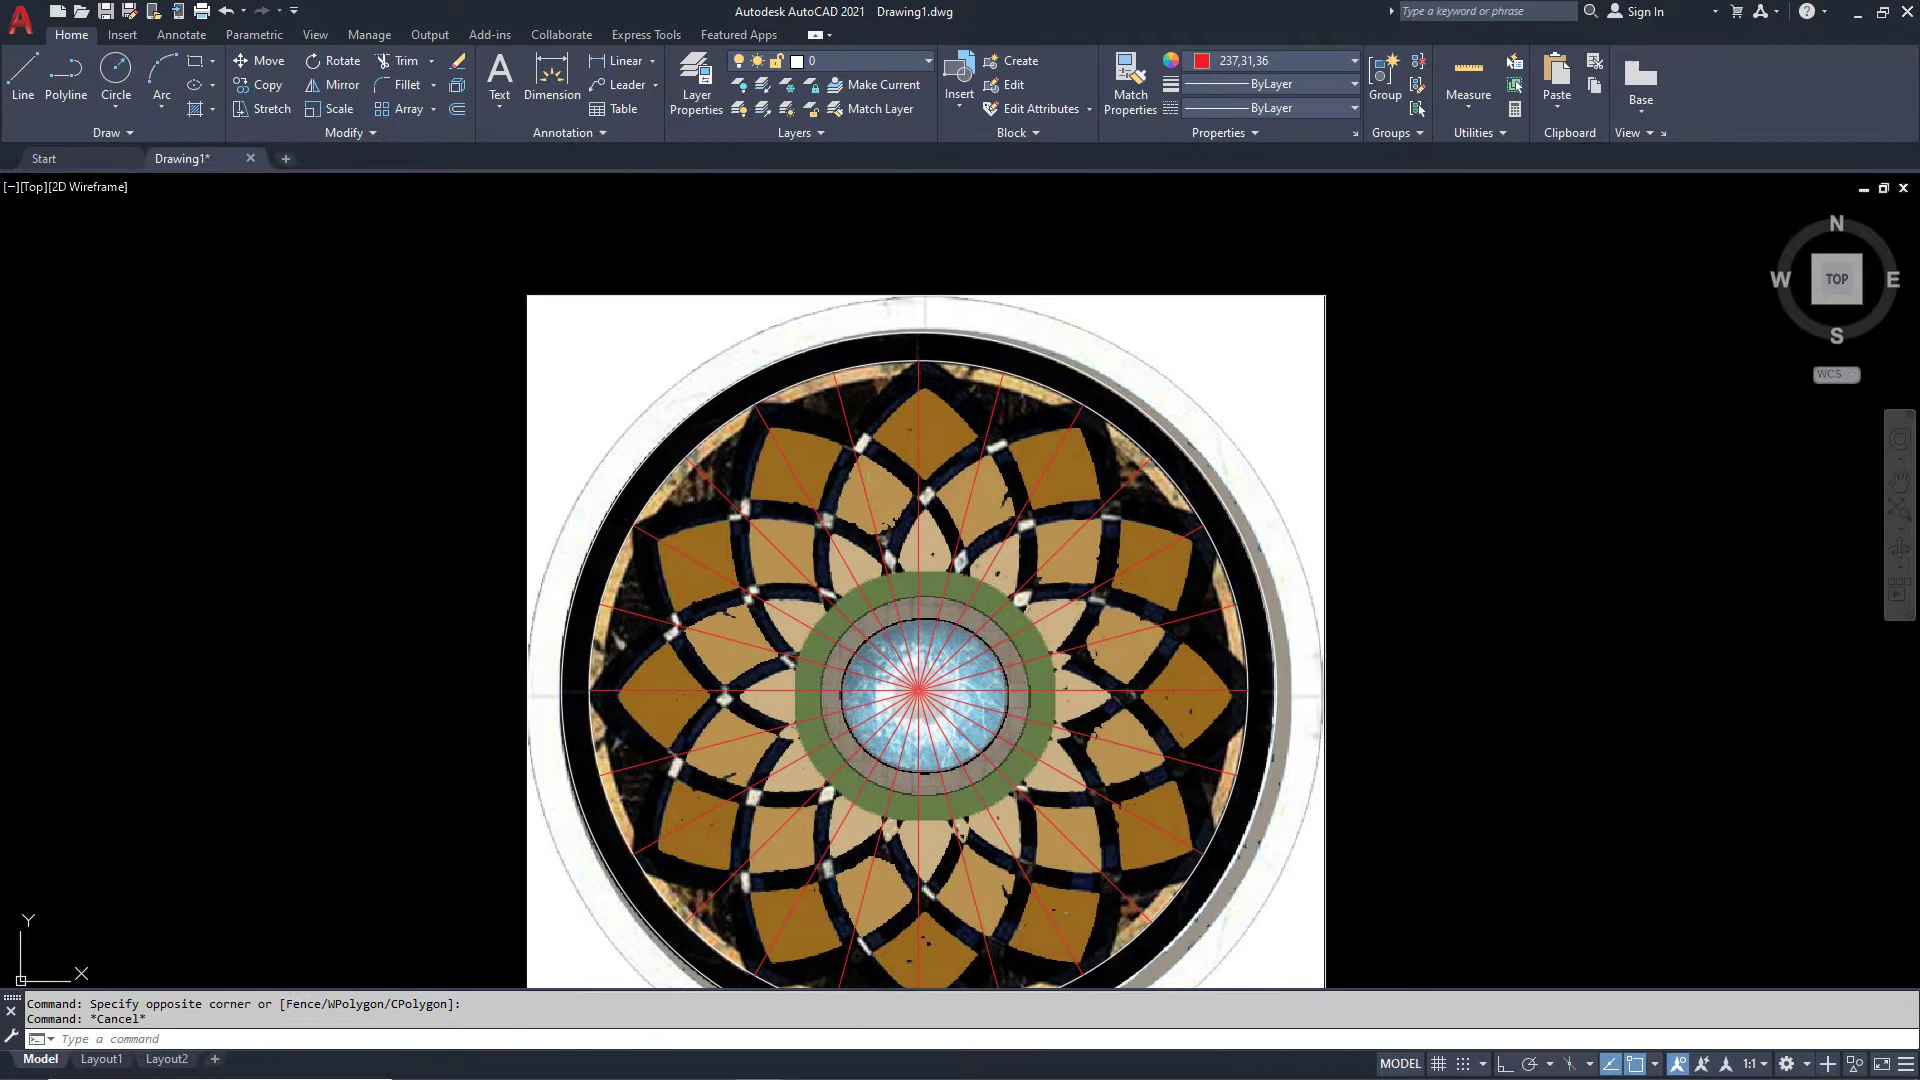 Autodesk AutoCAD 2021 Drawing1.dwg
Type a keyword or phrase
Sign In
Home Insert Annotate Parametric View Manage Output Add-ins Collaborate Express Tools Featured Apps
Line
Polyline
Circle
Arc
Draw
Move
Rotate
Trim
Copy
Mirror
Fillet
Stretch
Scale
Array
Modify
Text
Dimension
Linear
Leader
Table
Annotation
Layer
Properties
0
Make Current
Match Layer
Layers
Insert
Create
Edit
Edit Attributes
Block
Match
Properties
237,31,36
ByLayer
ByLayer
Properties
Group
Groups
Measure
Utilities
Paste
Clipboard
Base
View
Start
Drawing1*
[−][Top][2D Wireframe]
N
W
TOP
E
S
WCS
Y
X
Command: Specify opposite corner or [Fence/WPolygon/CPolygon]:
Command: *Cancel*
Type a command
Model Layout1 Layout2
MODEL
1:1